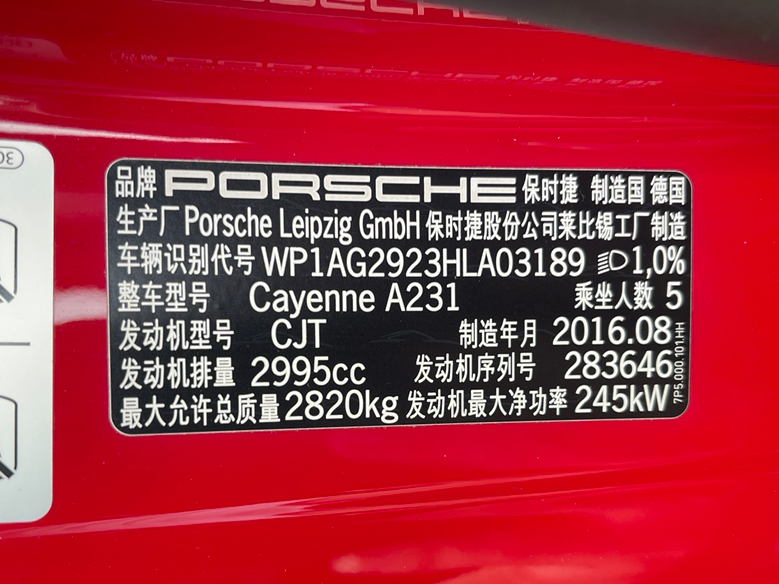 品牌 PORSCHE 保时捷 制造国 德国
生产厂 Porsche Leipzig GmbH 保时捷股份公司莱比锡工厂制造
车辆识别代号 WP1AG2923HLA03189 1,0%
整车型号 Cayenne A231 乘坐人数 5
发动机型号 CJT 制造年月 2016.08
发动机排量 2995cc 发动机序列号 283646
最大允许总质量 2820kg 发动机最大净功率 245kW
7P5.000.101.HH